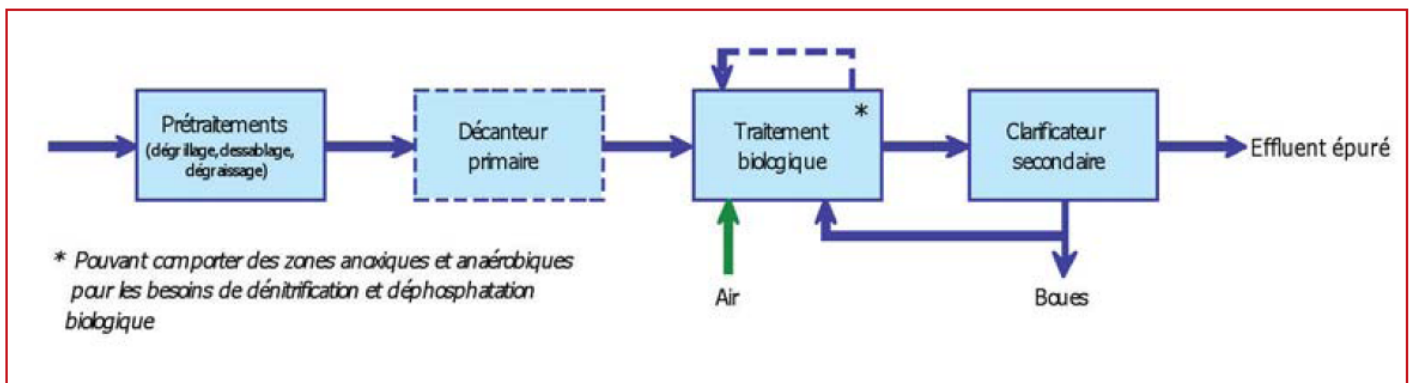 Prétraitements
(dégrillage, dessablage,
dégraissage)
Décanteur
primaire
Traitement
biologique
*
Clarificateur
secondaire
Effluent épuré
* Pouvant comporter des zones anoxiques et anaérobiques
pour les besoins de dénitrification et déphosphatation
biologique
Air
Boues